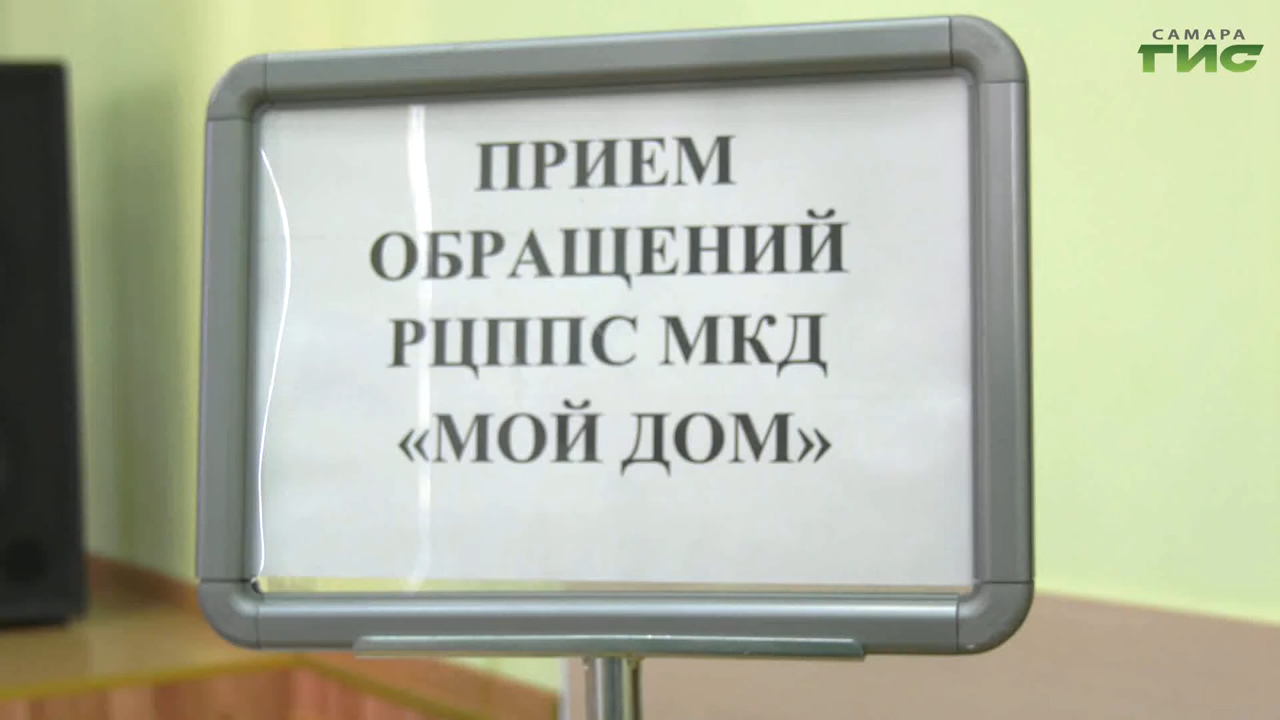 САМАРА
ГИС
ПРИЕМ
ОБРАЩЕНИЙ
РЦППС МКД
«МОЙ ДОМ»